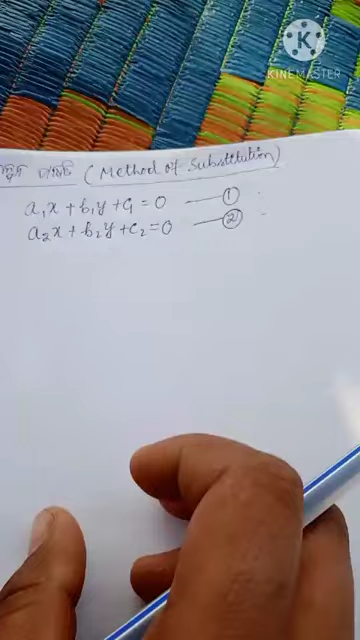 KINEMASTER
(Method of Substitution)
a₁x + b₁y + c₁ = 0 — ①
a₂x + b₂y + c₂ = 0 — ②